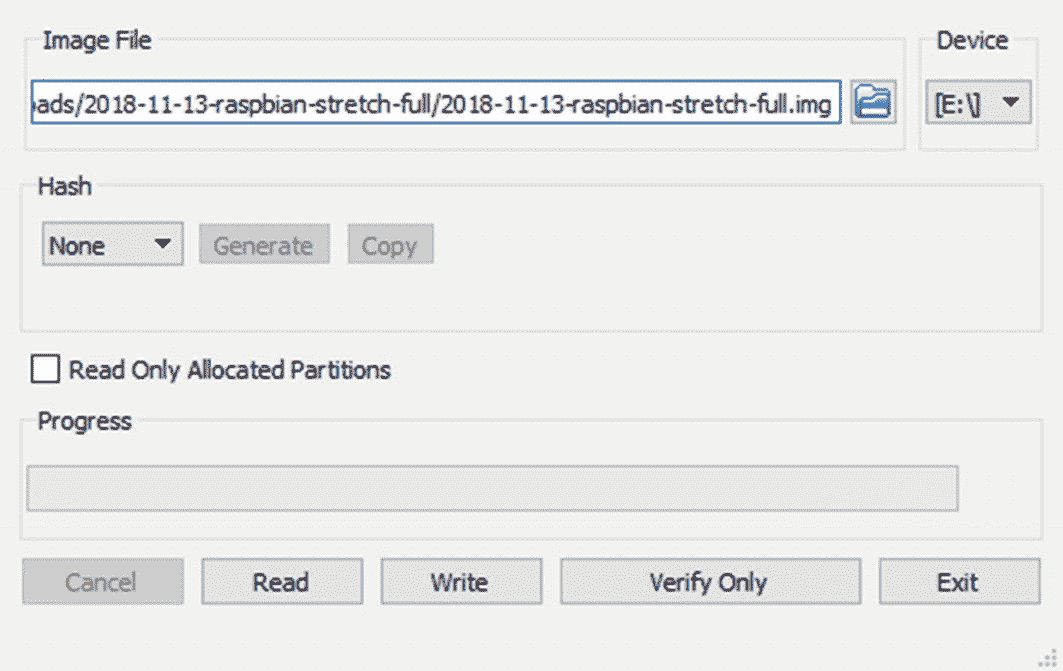 Image File
Device
ads/2018-11-13-raspbian-stretch-full/2018-11-13-raspbian-stretch-full.img
[E:\]
Hash
None
Generate
Copy
Read Only Allocated Partitions
Progress
Cancel
Read
Write
Verify Only
Exit